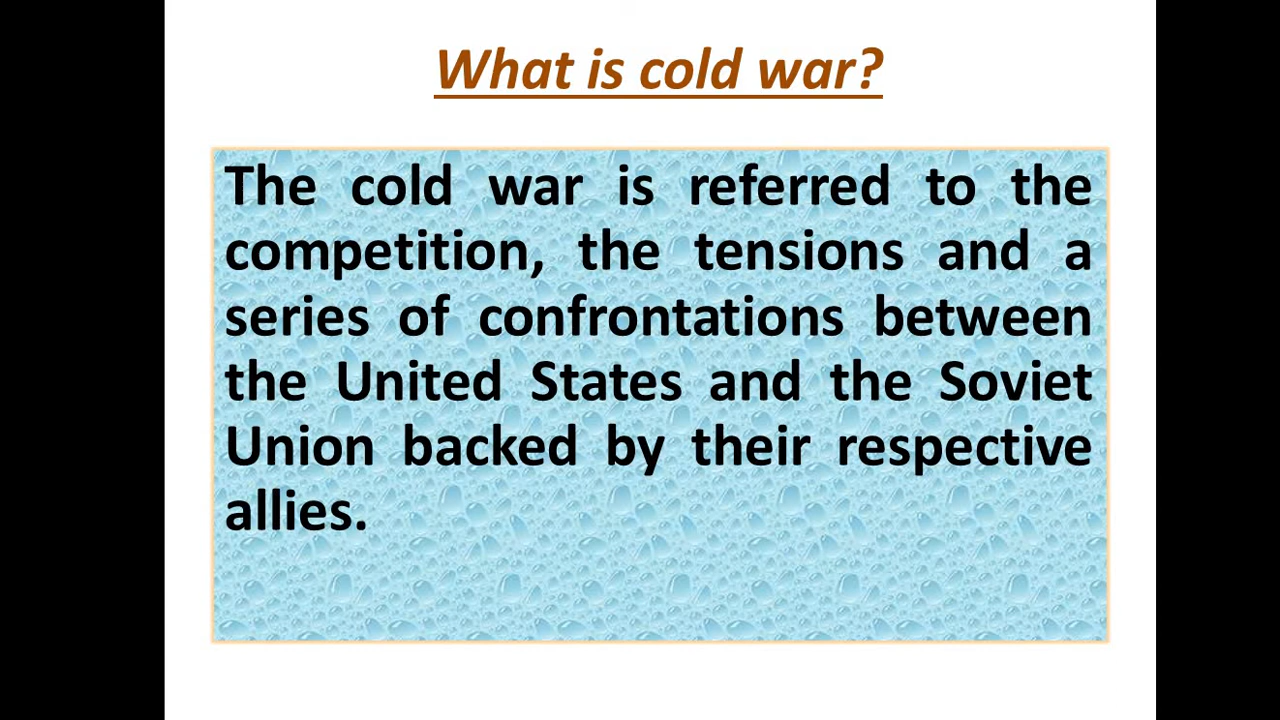 What is cold war?
The cold war is referred to the
competition, the tensions and a
series of confrontations between
the United States and the Soviet
Union backed by their respective
allies.